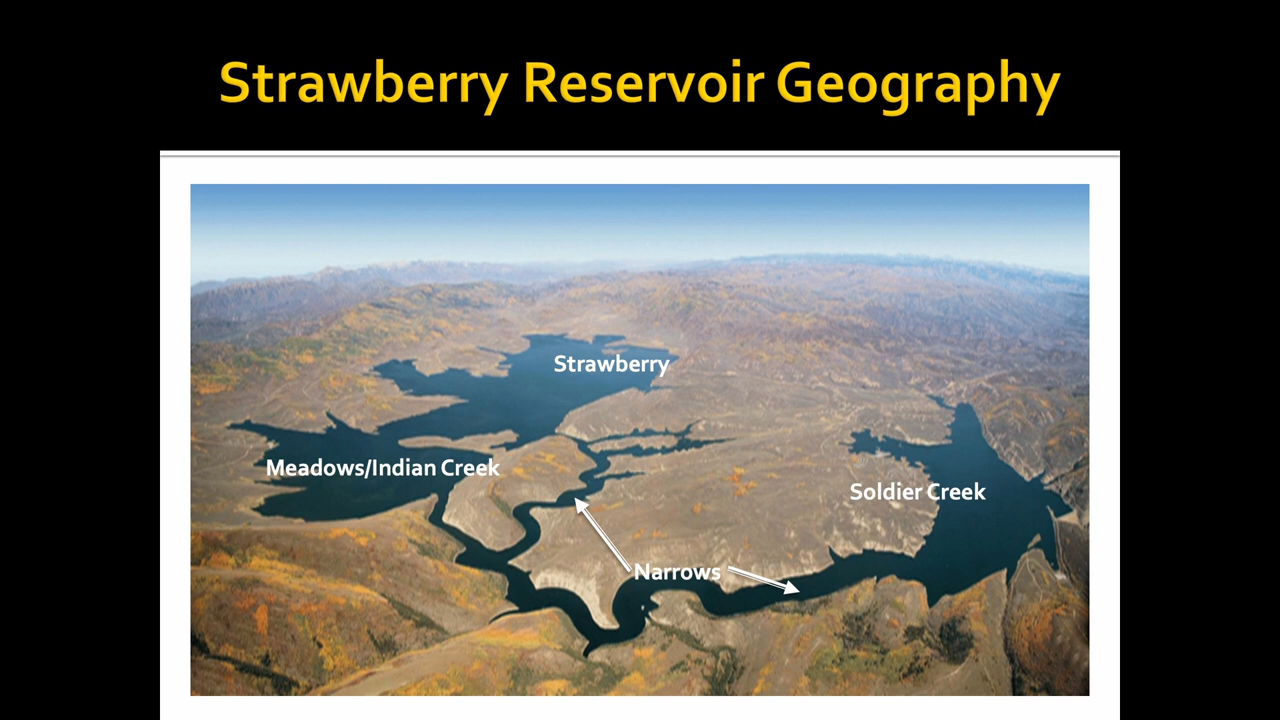 Strawberry Reservoir Geography
Strawberry
Meadows/Indian Creek
Soldier Creek
Narrows